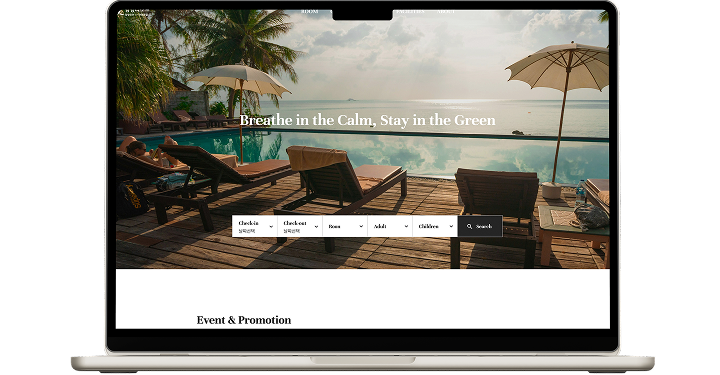 ROOM
Breathe in the Calm, Stay in the Green
Check-in
날짜선택
Check-out
날짜선택
Room
Adult
Children
Search
Event & Promotion